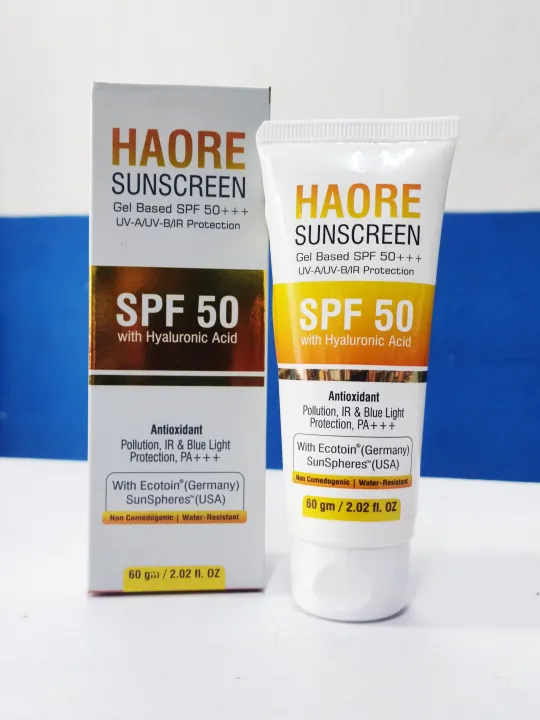 HAORE
SUNSCREEN
Gel Based SPF 50+++
UV-A/UV-B/IR Protection
SPF 50
with Hyaluronic Acid
Antioxidant
Pollution, IR & Blue Light
Protection, PA+++
With Ecotoin®(Germany)
SunSpheres™(USA)
Non Comedogenic | Water-Resistant
60 gm / 2.02 fl. OZ
HAORE
SUNSCREEN
Gel Based SPF 50+++
UV-A/UV-B/IR Protection
SPF 50
with Hyaluronic Acid
Antioxidant
Pollution, IR & Blue Light
Protection, PA+++
With Ecotoin®(Germany)
SunSpheres™(USA)
Non Comedogenic | Water-Resistant
60 gm / 2.02 fl. OZ